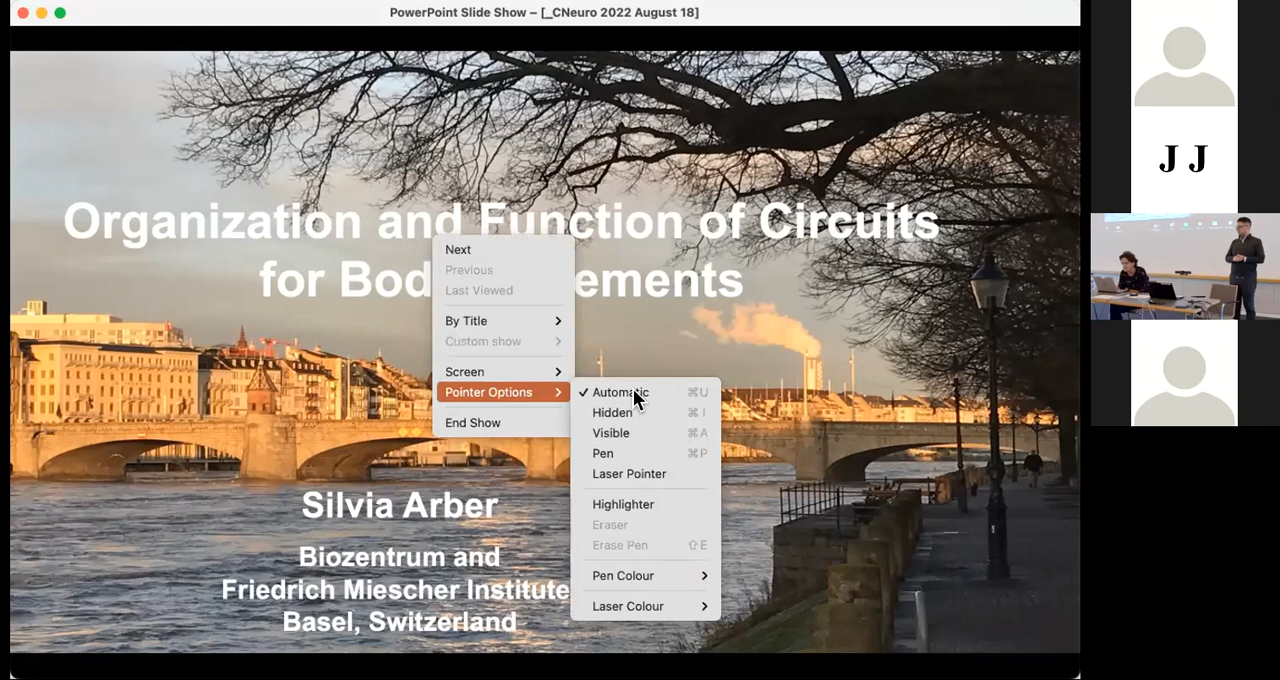 PowerPoint Slide Show – [_CNeuro 2022 August 18]
Organization and Function of Circuits
for Bod ements
Next
Previous
Last Viewed
By Title
Custom show
Screen
Pointer Options
End Show
✓ Automatic ⌘U
Hidden ⌘I
Visible ⌘A
Pen ⌘P
Laser Pointer
Highlighter
Eraser
Erase Pen ⇧E
Pen Colour
Laser Colour
Silvia Arber
Biozentrum and
Friedrich Miescher Institute
Basel, Switzerland
J J